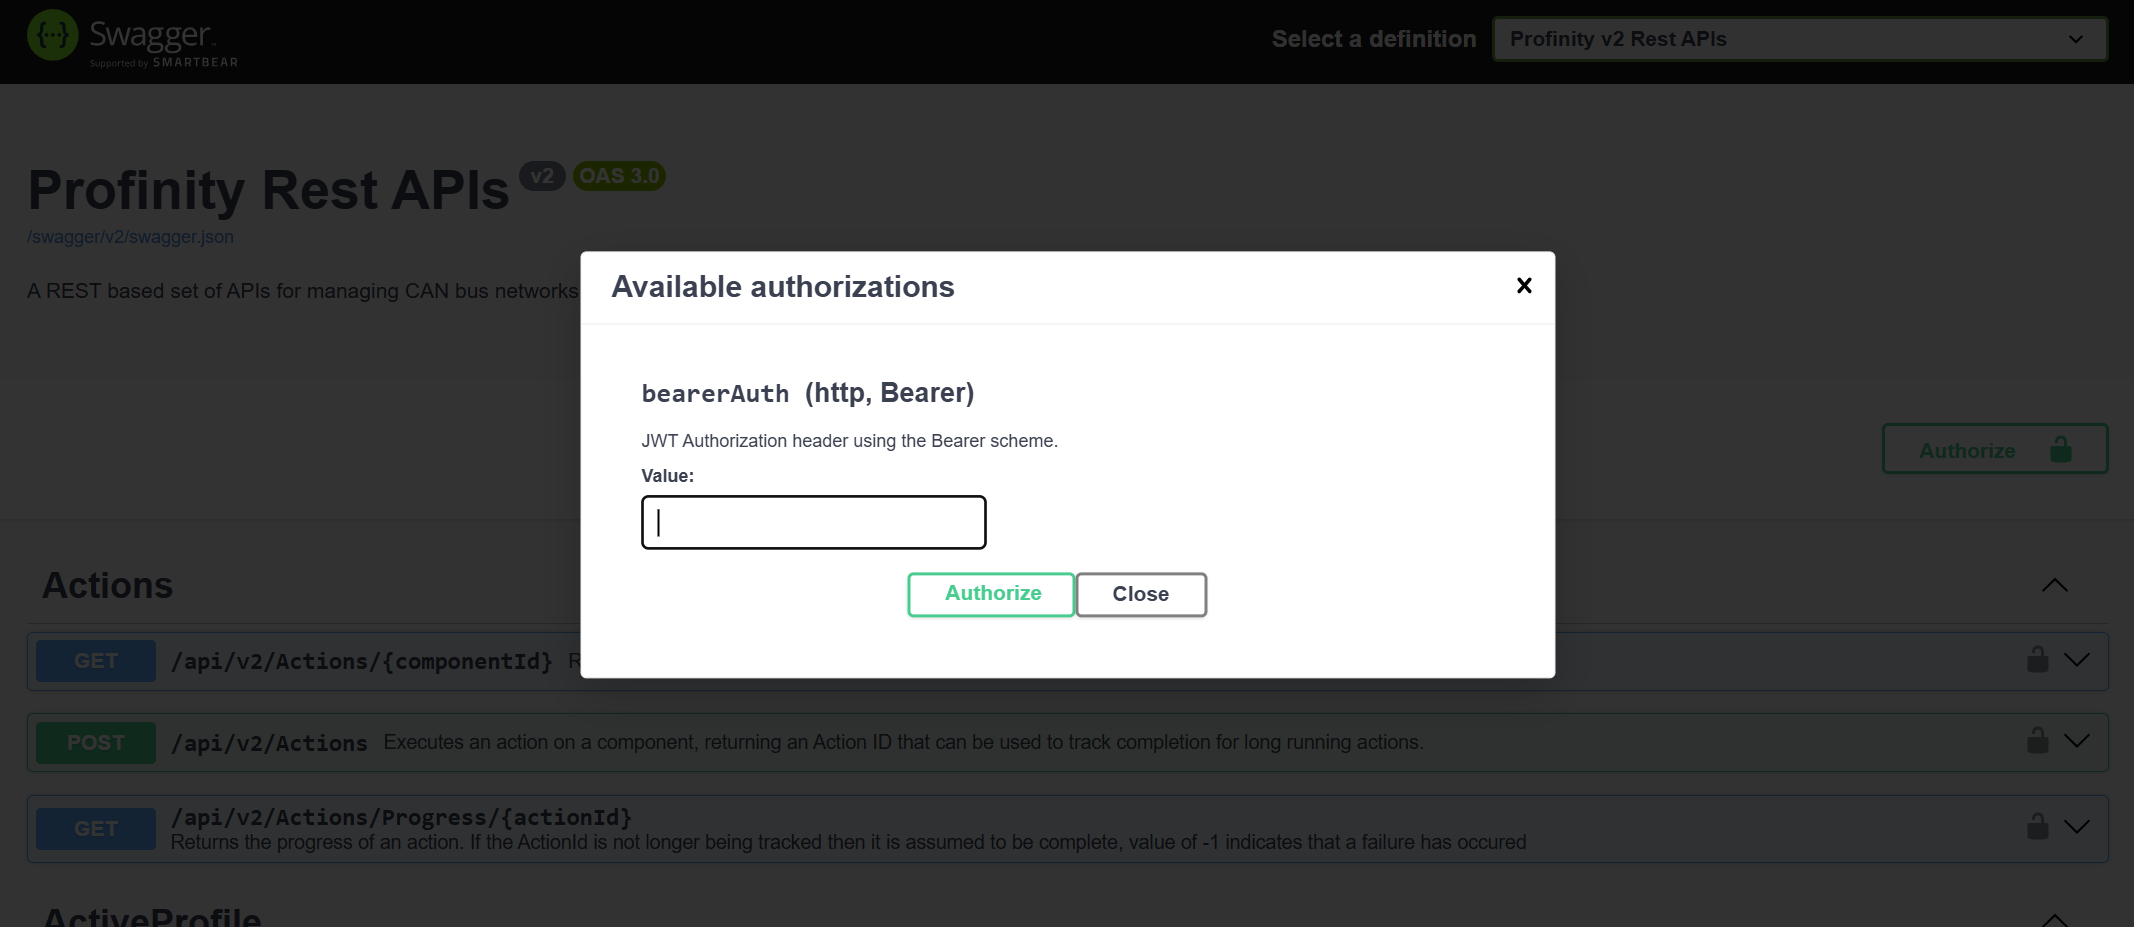 {···} Swagger™
Supported by SMARTBEAR
Select a definition
Profinity v2 Rest APIs
Profinity Rest APIs v2 OAS 3.0
/swagger/v2/swagger.json
A REST based set of APIs for managing CAN bus networks
Available authorizations
bearerAuth (http, Bearer)
JWT Authorization header using the Bearer scheme.
Value:
Authorize Close
Authorize
Actions
GET /api/v2/Actions/{componentId}
POST /api/v2/Actions Executes an action on a component, returning an Action ID that can be used to track completion for long running actions.
GET /api/v2/Actions/Progress/{actionId}
Returns the progress of an action. If the ActionId is not longer being tracked then it is assumed to be complete, value of -1 indicates that a failure has occured
ActiveProfile